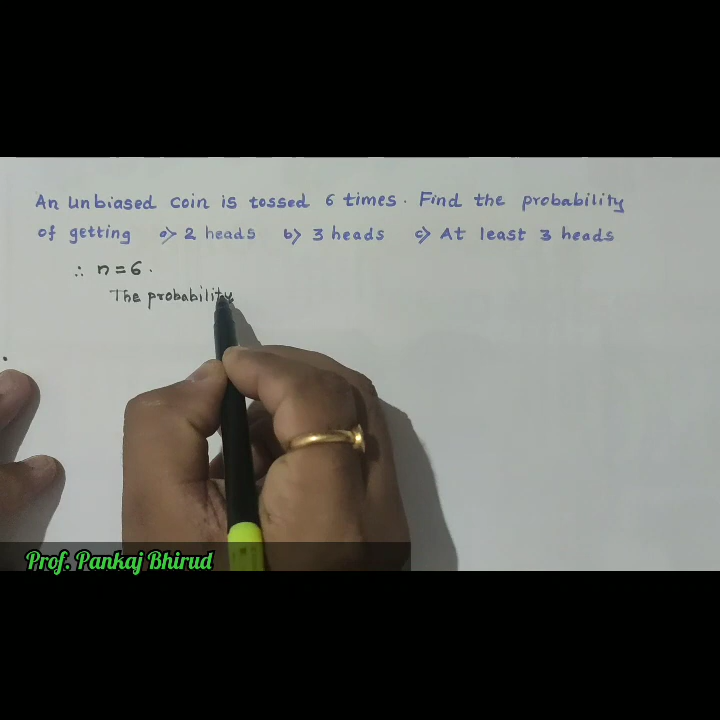 An unbiased coin is tossed 6 times. Find the probability
of getting a) 2 heads b) 3 heads c) At least 3 heads
∴ n = 6.
The probability
Prof. Pankaj Bhirud